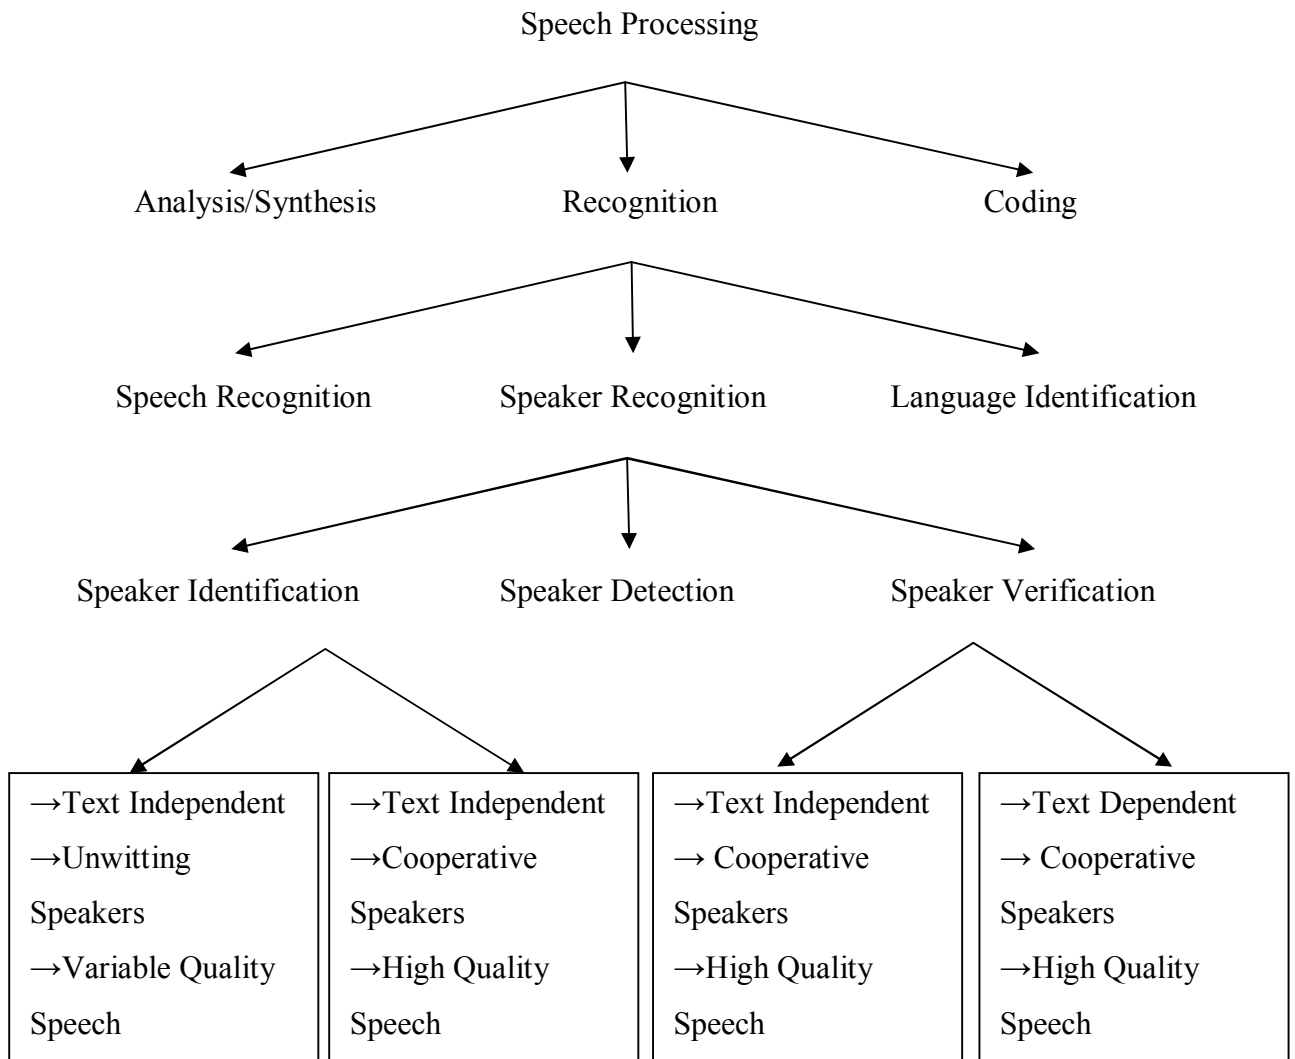 Speech Processing
Analysis/Synthesis
Recognition
Coding
Speech Recognition
Speaker Recognition
Language Identification
Speaker Identification
Speaker Detection
Speaker Verification
→Text Independent
→Unwitting
Speakers
→Variable Quality
Speech
→Text Independent
→Cooperative
Speakers
→High Quality
Speech
→Text Independent
→ Cooperative
Speakers
→High Quality
Speech
→Text Dependent
→ Cooperative
Speakers
→High Quality
Speech